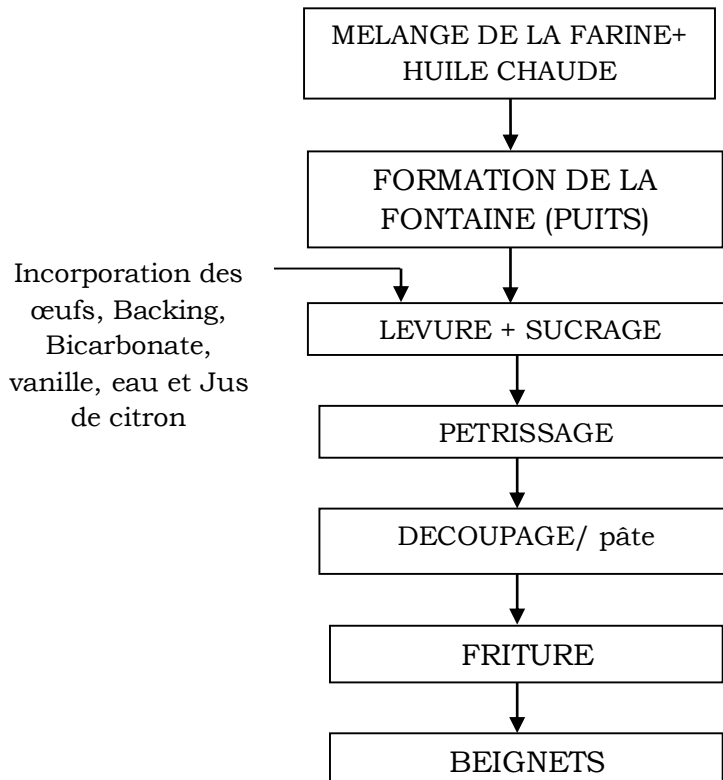 MELANGE DE LA FARINE+
HUILE CHAUDE
FORMATION DE LA
FONTAINE (PUITS)
Incorporation des
œufs, Backing,
Bicarbonate,
vanille, eau et Jus
de citron
LEVURE + SUCRAGE
PETRISSAGE
DECOUPAGE/ pâte
FRITURE
BEIGNETS